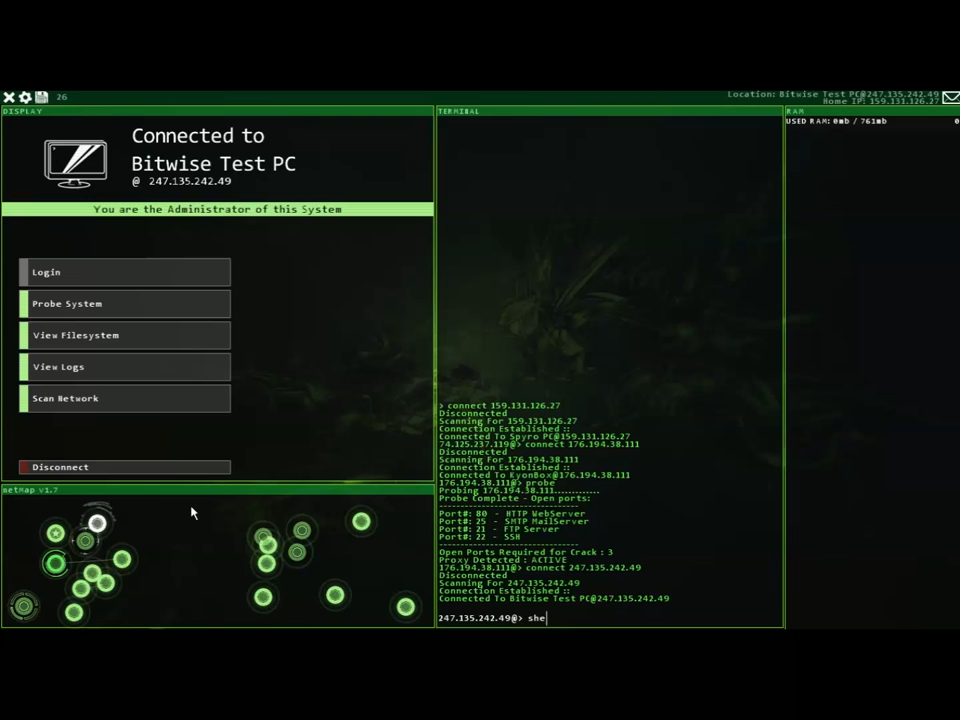 26
Location: Bitwise Test PC@247.135.242.49
Home IP: 159.131.126.27
DISPLAY
Connected to
Bitwise Test PC
@ 247.135.242.49
You are the Administrator of this System
Login
Probe System
View Filesystem
View Logs
Scan Network
Disconnect
netMap v1.7
TERMINAL
> connect 159.131.126.27
Disconnected
Scanning For 159.131.126.27
Connection Established ::
Connected To Spyro PC@159.131.126.27
74.125.237.119@> connect 176.194.38.111
Disconnected
Scanning For 176.194.38.111
Connection Established ::
Connected To KyonBox@176.194.38.111
176.194.38.111@> probe
Probing 176.194.38.111.............
Probe Complete - Open ports:
---------------------------------
Port#: 80 - HTTP WebServer
Port#: 25 - SMTP MailServer
Port#: 21 - FTP Server
Port#: 22 - SSH
---------------------------------
Open Ports Required for Crack : 3
Proxy Detected : ACTIVE
176.194.38.111@> connect 247.135.242.49
Disconnected
Scanning For 247.135.242.49
Connection Established ::
Connected To Bitwise Test PC@247.135.242.49
247.135.242.49@> she
RAM
USED RAM: 0mb / 761mb
0